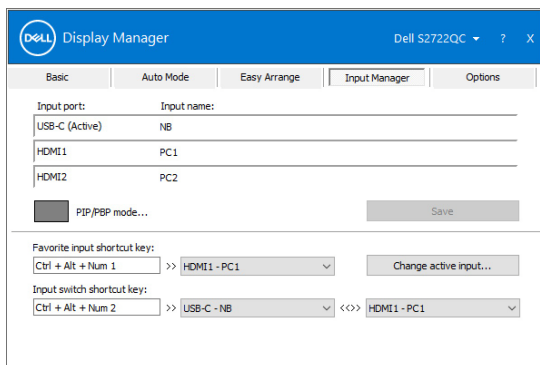 DELL Display Manager Dell S2722QC ? X
Basic Auto Mode Easy Arrange Input Manager Options
Input port: Input name:
USB-C (Active) NB
HDMI1 PC1
HDMI2 PC2
PIP/PBP mode... Save
Favorite input shortcut key:
Ctrl + Alt + Num 1 >> HDMI1 - PC1 Change active input...
Input switch shortcut key:
Ctrl + Alt + Num 2 >> USB-C - NB <<>> HDMI1 - PC1